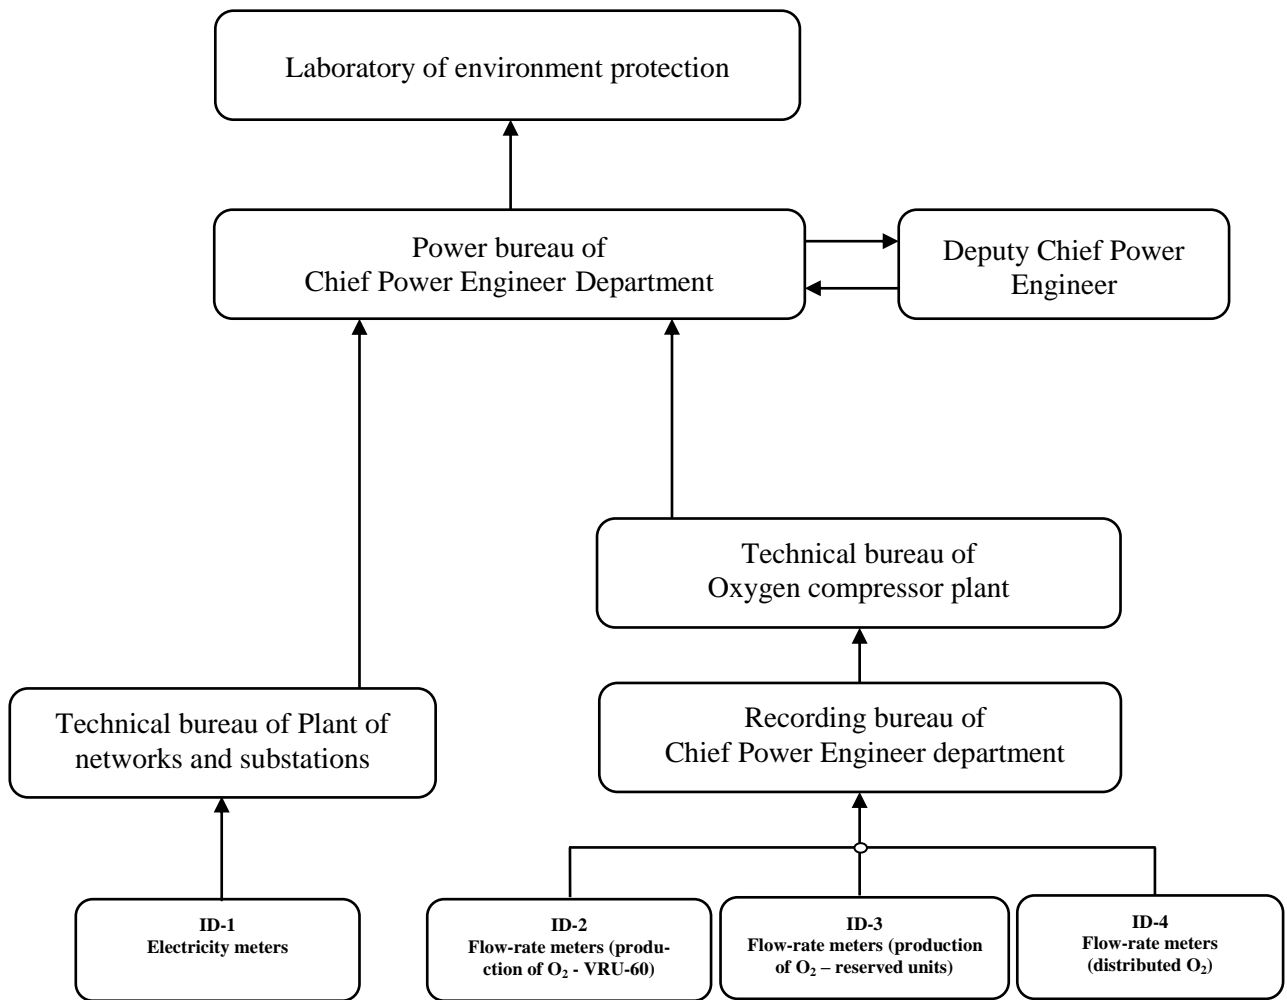 Laboratory of environment protection
Power bureau of
Chief Power Engineer Department
Deputy Chief Power
Engineer
Technical bureau of
Oxygen compressor plant
Technical bureau of Plant of
networks and substations
Recording bureau of
Chief Power Engineer department
ID-1
Electricity meters
ID-2
Flow-rate meters (produ-
ction of O₂ - VRU-60)
ID-3
Flow-rate meters (production
of O₂ – reserved units)
ID-4
Flow-rate meters
(distributed O₂)